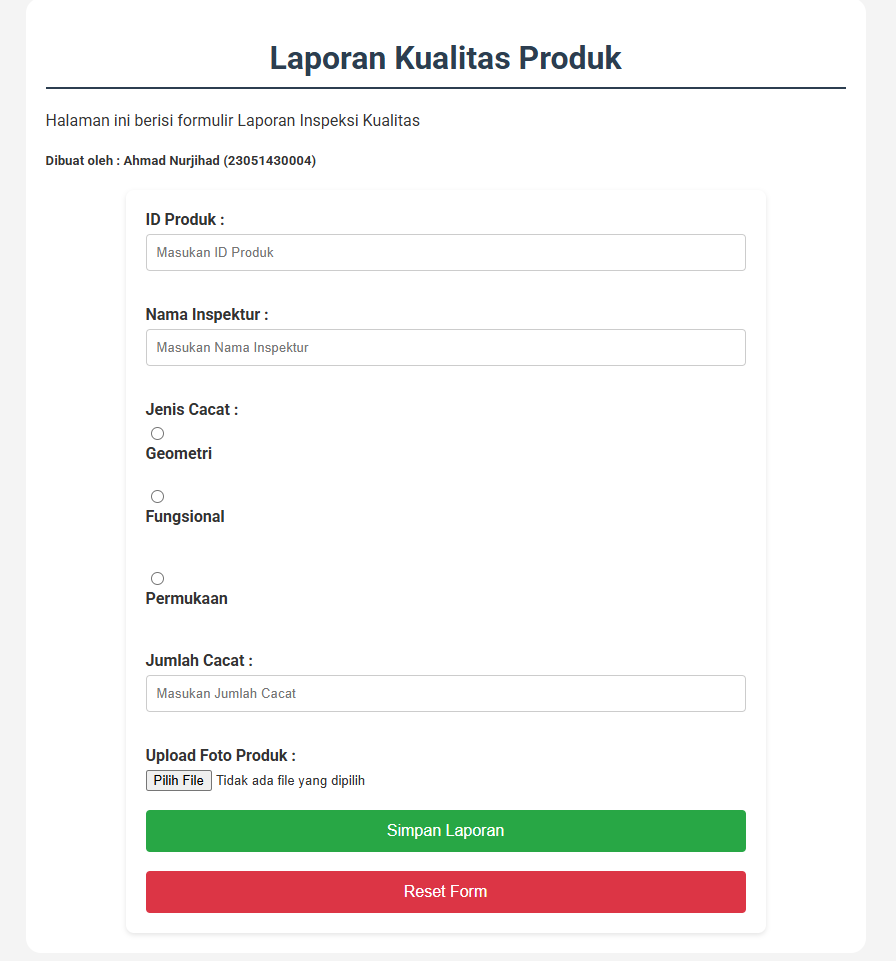 Laporan Kualitas Produk
Halaman ini berisi formulir Laporan Inspeksi Kualitas
Dibuat oleh : Ahmad Nurjihad (23051430004)
ID Produk :
Masukan ID Produk
Nama Inspektur :
Masukan Nama Inspektur
Jenis Cacat :
Geometri
Fungsional
Permukaan
Jumlah Cacat :
Masukan Jumlah Cacat
Upload Foto Produk :
Pilih File Tidak ada file yang dipilih
Simpan Laporan
Reset Form